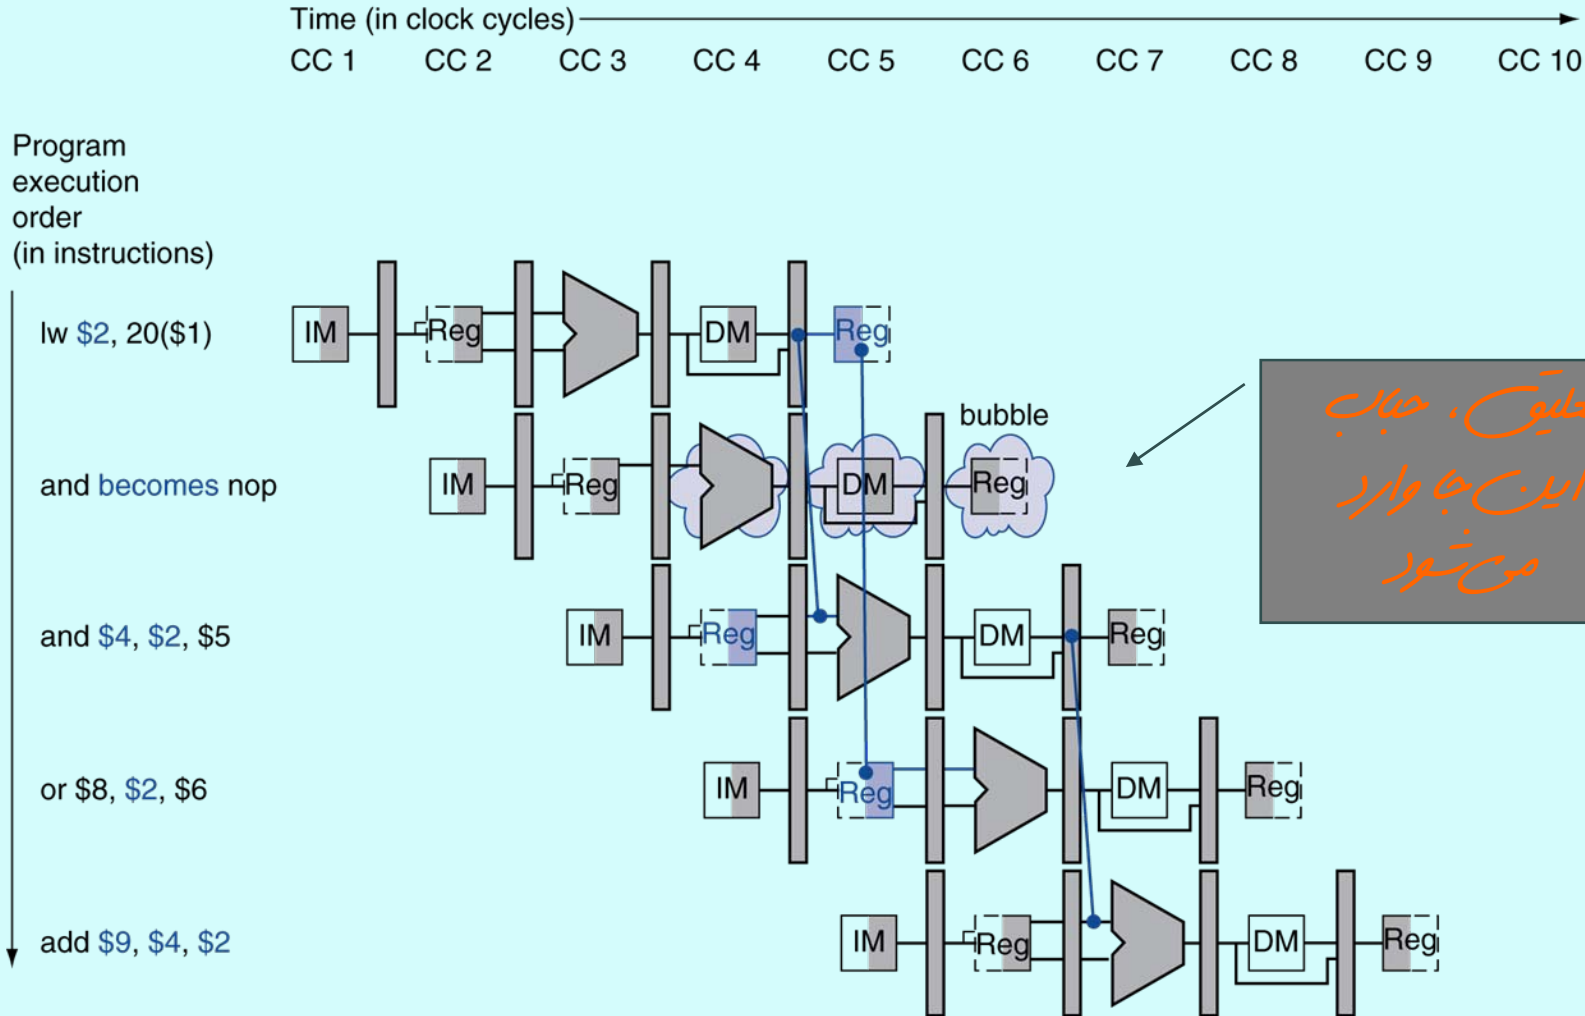 Time (in clock cycles)
CC 1 CC 2 CC 3 CC 4 CC 5 CC 6 CC 7 CC 8 CC 9 CC 10
Program
execution
order
(in instructions)
lw $2, 20($1)
IM Reg DM Reg
bubble
and becomes nop
IM Reg DM Reg
حباب
این جا وارد
می‌شود
and $4, $2, $5
IM Reg DM Reg
or $8, $2, $6
IM Reg DM Reg
add $9, $4, $2
IM Reg DM Reg